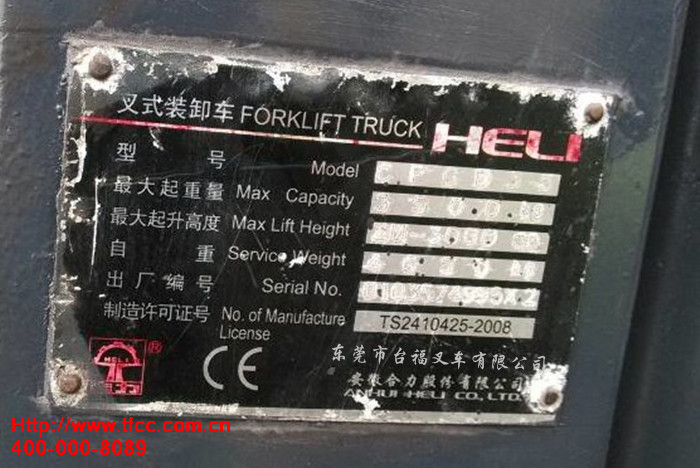 叉式装卸车 FORKLIFT TRUCK HELI
型 号 Model
最大起重量 Max Capacity
最大起升高度 Max Lift Height
自 重 Service Weight
出厂编号 Serial No.
制造许可证号 No. of Manufacture License TS2410425-2008
HELI ® CE
东莞市台福叉车有限公司
安徽合力股份有限公司
ANHUI HELI CO., LTD.
Http://www.tfcc.com.cn
400-000-8089